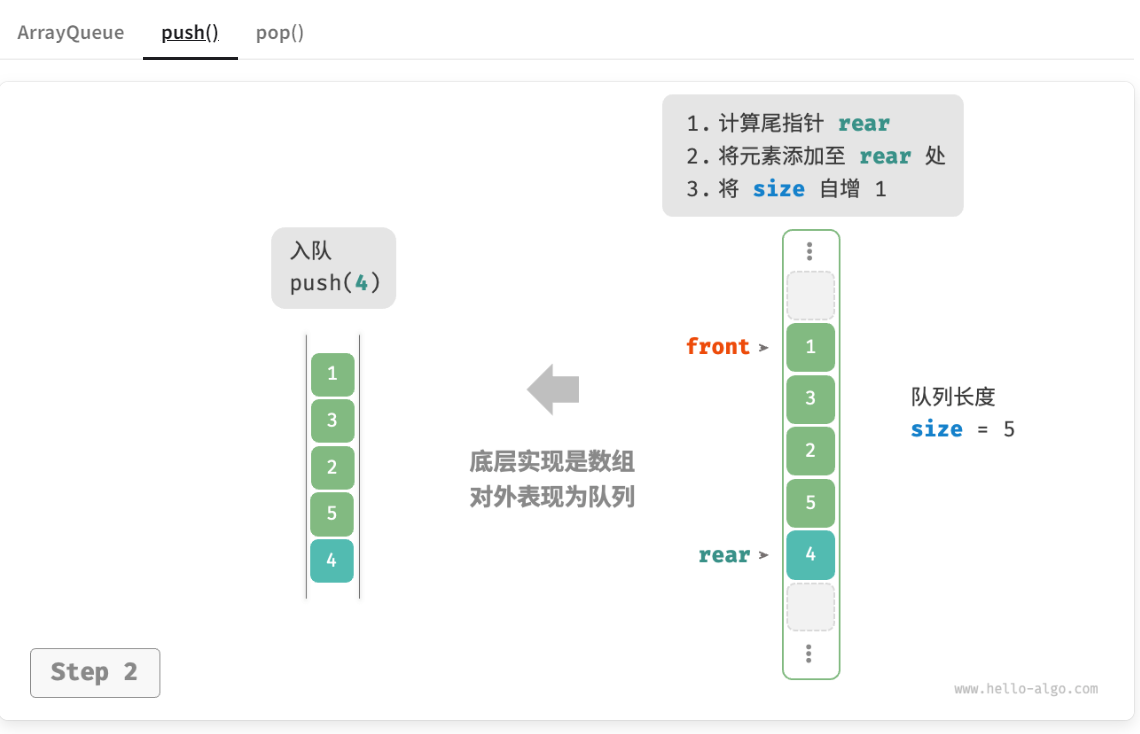 ArrayQueue push() pop()
1. 计算尾指针 rear
2. 将元素添加至 rear 处
3. 将 size 自增 1
入队
push(4)
1
3
2
5
4
底层实现是数组
对外表现为队列
front
1
3
2
5
rear
4
队列长度
size = 5
Step 2
www.hello-algo.com